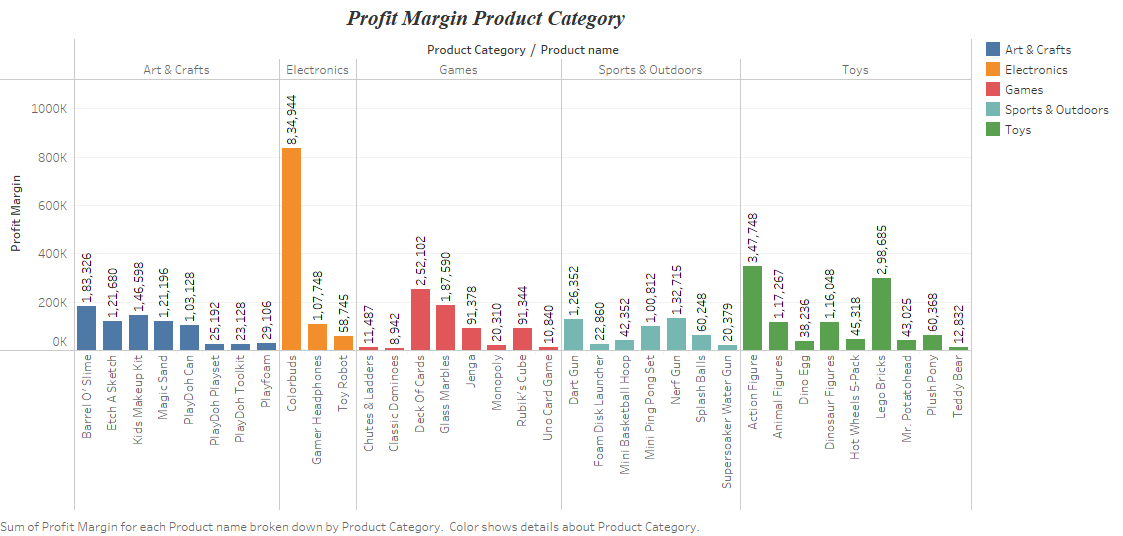 Profit Margin Product Category
Product Category / Product name
Art & Crafts Electronics Games Sports & Outdoors Toys
Art & Crafts
Electronics
Games
Sports & Outdoors
Toys
Profit Margin
1000K
800K
600K
400K
200K
0K
1,83,326
1,21,680
1,46,598
1,21,196
1,03,128
25,192
23,128
29,106
8,34,944
1,07,748
58,745
11,487
8,942
2,52,102
1,87,590
91,378
20,310
91,344
10,840
1,26,352
22,860
42,352
1,00,812
1,32,715
60,248
20,379
3,47,748
1,17,267
38,236
1,16,048
45,318
2,98,685
43,025
60,368
12,832
Barrel O' Slime
Etch A Sketch
Kids Makeup Kit
Magic Sand
PlayDoh Can
PlayDoh Playset
PlayDoh Toolkit
Playfoam
Colorbuds
Gamer Headphones
Toy Robot
Chutes & Ladders
Classic Dominoes
Deck Of Cards
Glass Marbles
Jenga
Monopoly
Rubik's Cube
Uno Card Game
Dart Gun
Foam Disk Launcher
Mini Basketball Hoop
Mini Ping Pong Set
Nerf Gun
Splash Balls
Supersoaker Water Gun
Action Figure
Animal Figures
Dino Egg
Dinosaur Figures
Hot Wheels 5-Pack
Lego Bricks
Mr. Potatohead
Plush Pony
Teddy Bear
Sum of Profit Margin for each Product name broken down by Product Category. Color shows details about Product Category.